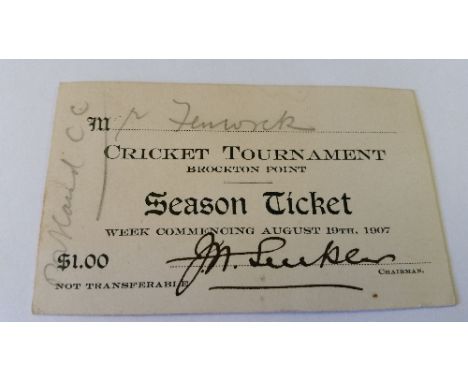 Mr Fenwick
CRICKET TOURNAMENT
BROCKTON POINT
Season Ticket
WEEK COMMENCING AUGUST 19TH, 1907
$1.00
CHAIRMAN.
NOT TRANSFERABLE
C C